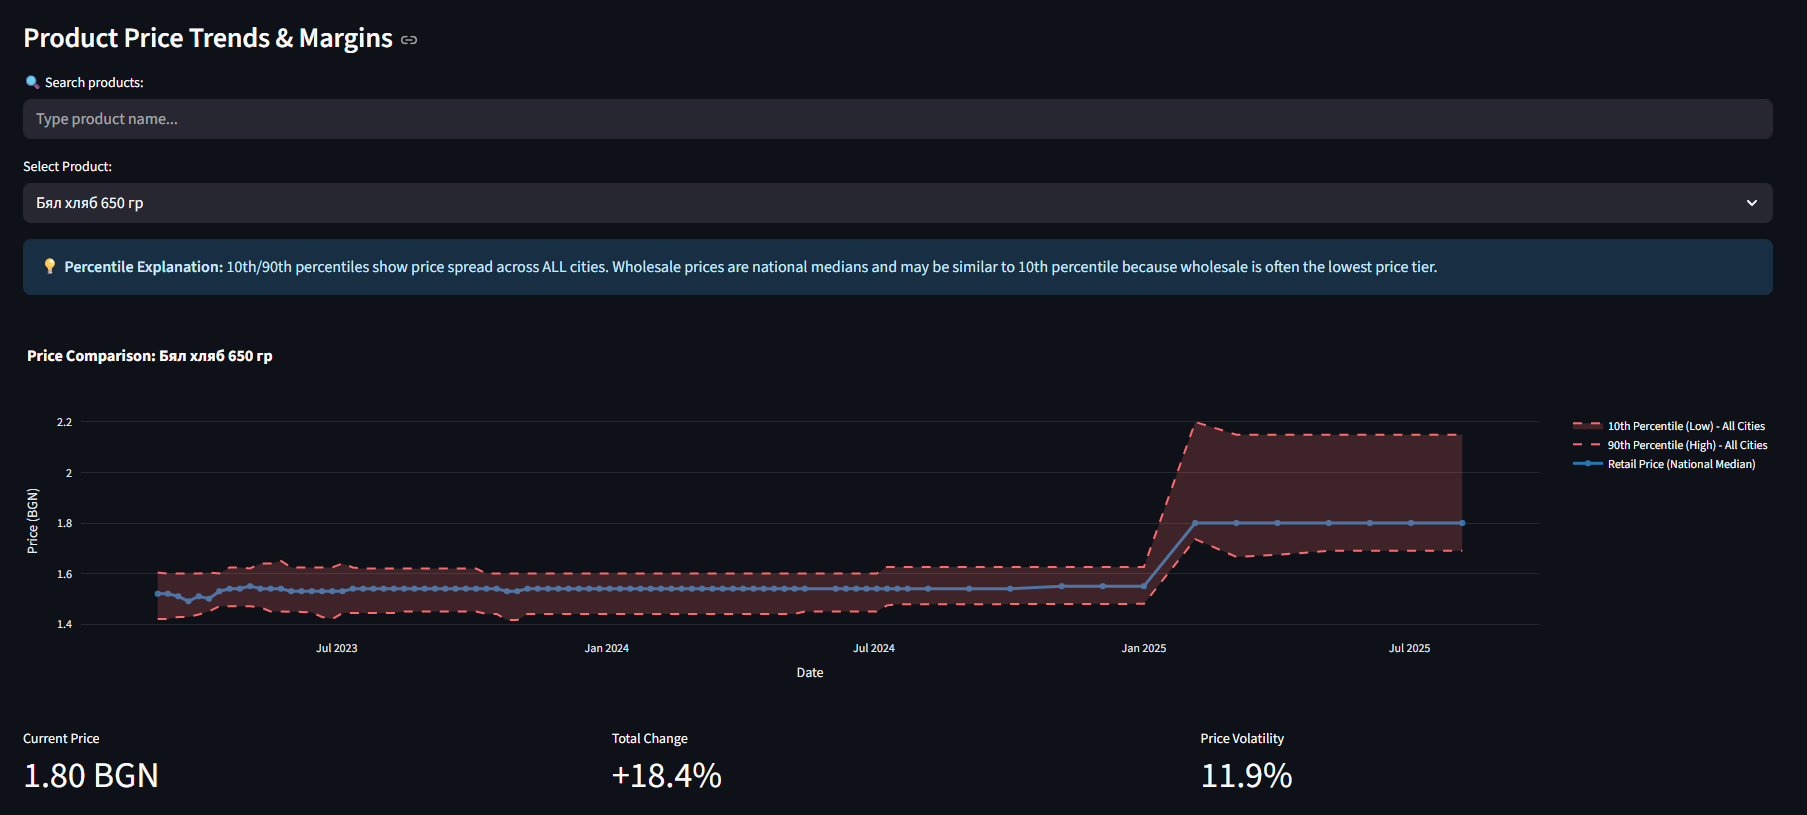 Product Price Trends & Margins
🔍 Search products:
Type product name...
Select Product:
Бял хляб 650 гр
💡 Percentile Explanation: 10th/90th percentiles show price spread across ALL cities. Wholesale prices are national medians and may be similar to 10th percentile because wholesale is often the lowest price tier.
Price Comparison: Бял хляб 650 гр
2.2
2
1.8
1.6
1.4
Price (BGN)
Jul 2023
Jan 2024
Jul 2024
Jan 2025
Jul 2025
Date
10th Percentile (Low) - All Cities
90th Percentile (High) - All Cities
Retail Price (National Median)
Current Price
1.80 BGN
Total Change
+18.4%
Price Volatility
11.9%